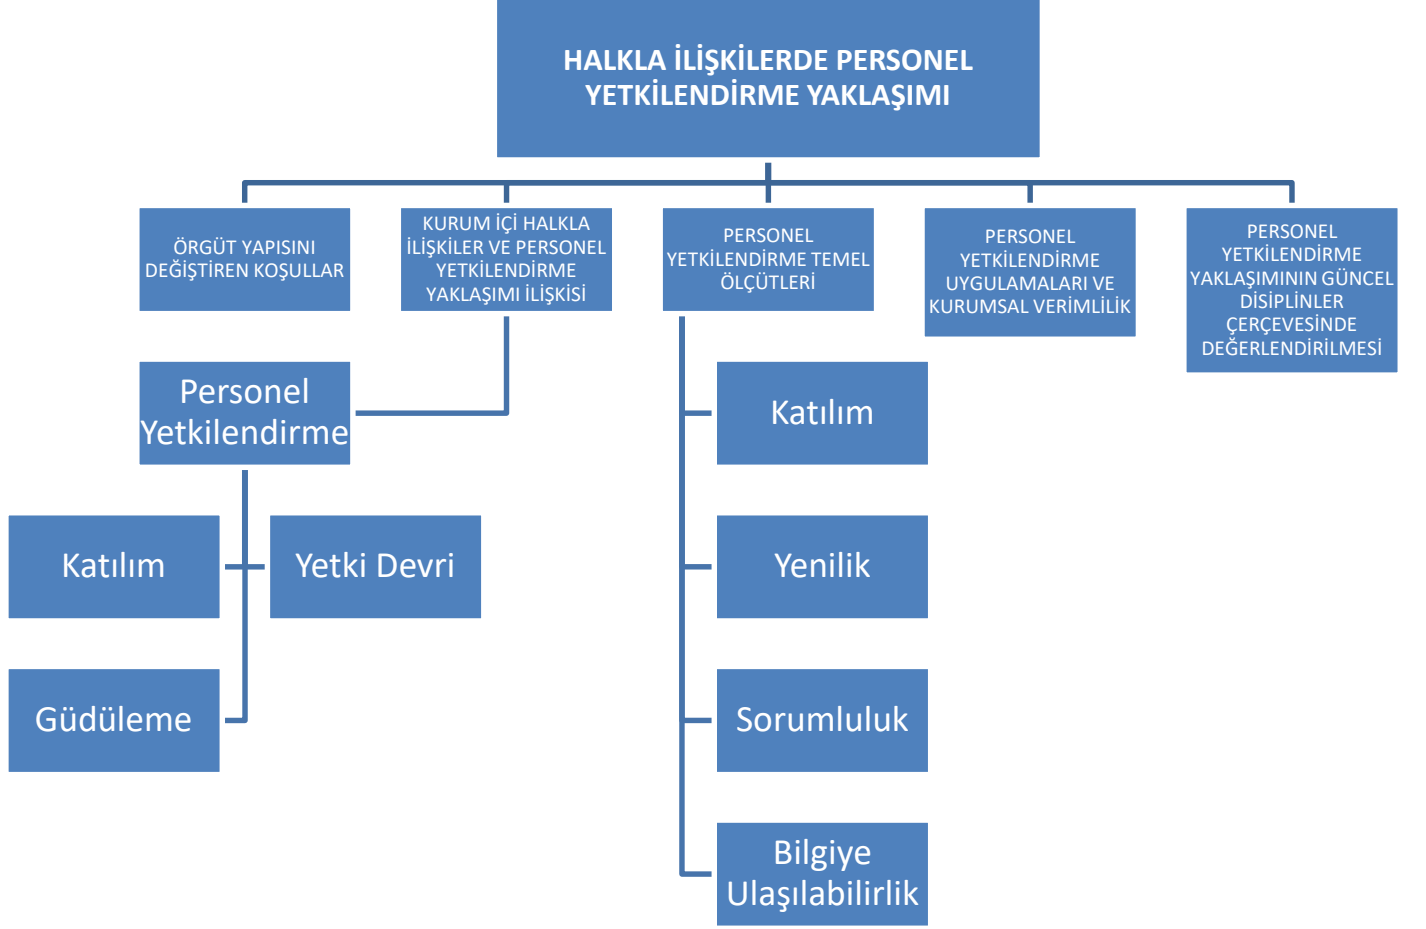 HALKLA İLİŞKİLERDE PERSONEL
YETKİLENDİRME YAKLAŞIMI
ÖRGÜT YAPISINI
DEĞİŞTİREN KOŞULLAR
KURUM İÇİ HALKLA
İLİŞKİLER VE PERSONEL
YETKİLENDİRME
YAKLAŞIMI İLİŞKİSİ
PERSONEL
YETKİLENDİRME TEMEL
ÖLÇÜTLERİ
PERSONEL
YETKİLENDİRME
UYGULAMALARI VE
KURUMSAL VERİMLİLİK
PERSONEL
YETKİLENDİRME
YAKLAŞIMININ GÜNCEL
DİSİPLİNLER
ÇERÇEVESİNDE
DEĞERLENDİRİLMESİ
Personel
Yetkilendirme
Katılım
Yetki Devri
Güdüleme
Katılım
Yenilik
Sorumluluk
Bilgiye
Ulaşılabilirlik